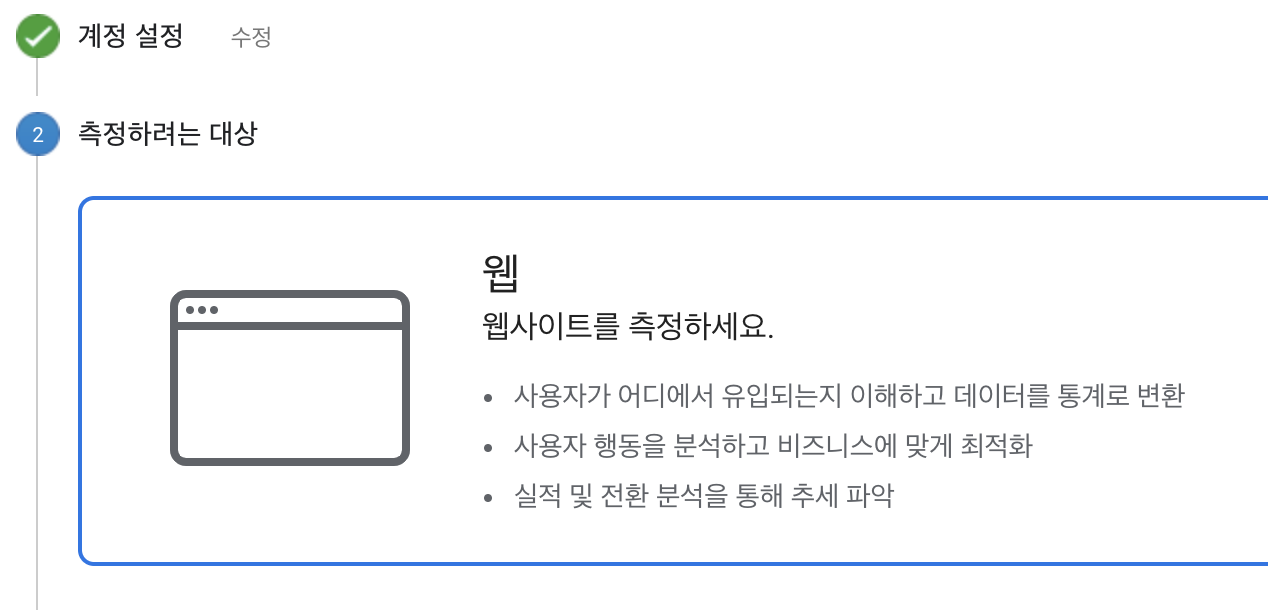 계정 설정 수정
2 측정하려는 대상
웹
웹사이트를 측정하세요.
• 사용자가 어디에서 유입되는지 이해하고 데이터를 통계로 변환
• 사용자 행동을 분석하고 비즈니스에 맞게 최적화
• 실적 및 전환 분석을 통해 추세 파악